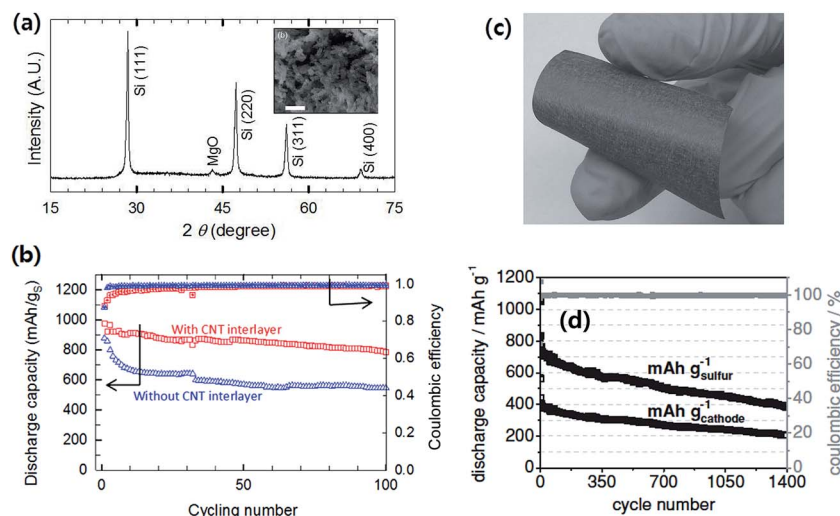 (a)
Intensity (A.U.)
Si (111)
MgO
Si (220)
Si (311)
Si (400)
(b)
15 30 45 60 75
2 θ (degree)
(b)
Discharge capacity (mAh/gS)
1200
1000
800
600
400
200
0
With CNT interlayer
Without CNT interlayer
1.0
0.8
0.6
0.4
0.2
0.0
Coulombic efficiency
0 50 100
Cycling number
(c)
(d)
discharge capacity / mAh g-1
1200
1000
800
600
400
200
0
mAh g-1sulfur
mAh g-1cathode
100
80
60
40
20
0
coulombic efficiency / %
0 350 700 1050 1400
cycle number